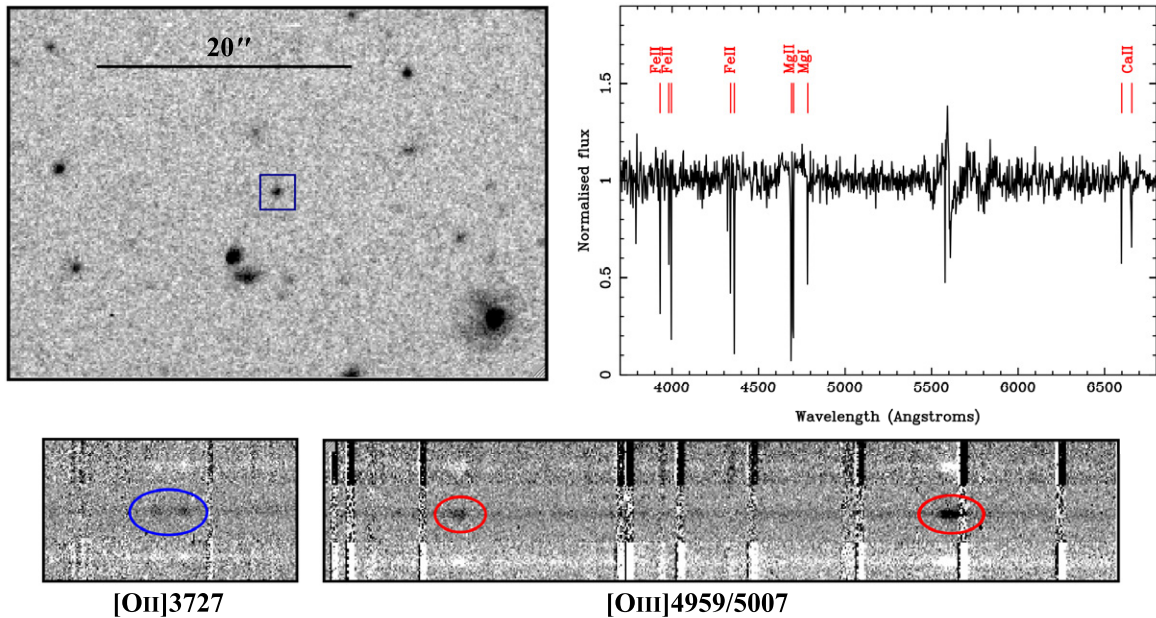 20″
FeII
FeII
FeII
MgII
MgI
CaII
Normalised flux
0
0.5
1
1.5
4000 4500 5000 5500 6000 6500
Wavelength (Angstroms)
[OII]3727
[OIII]4959/5007